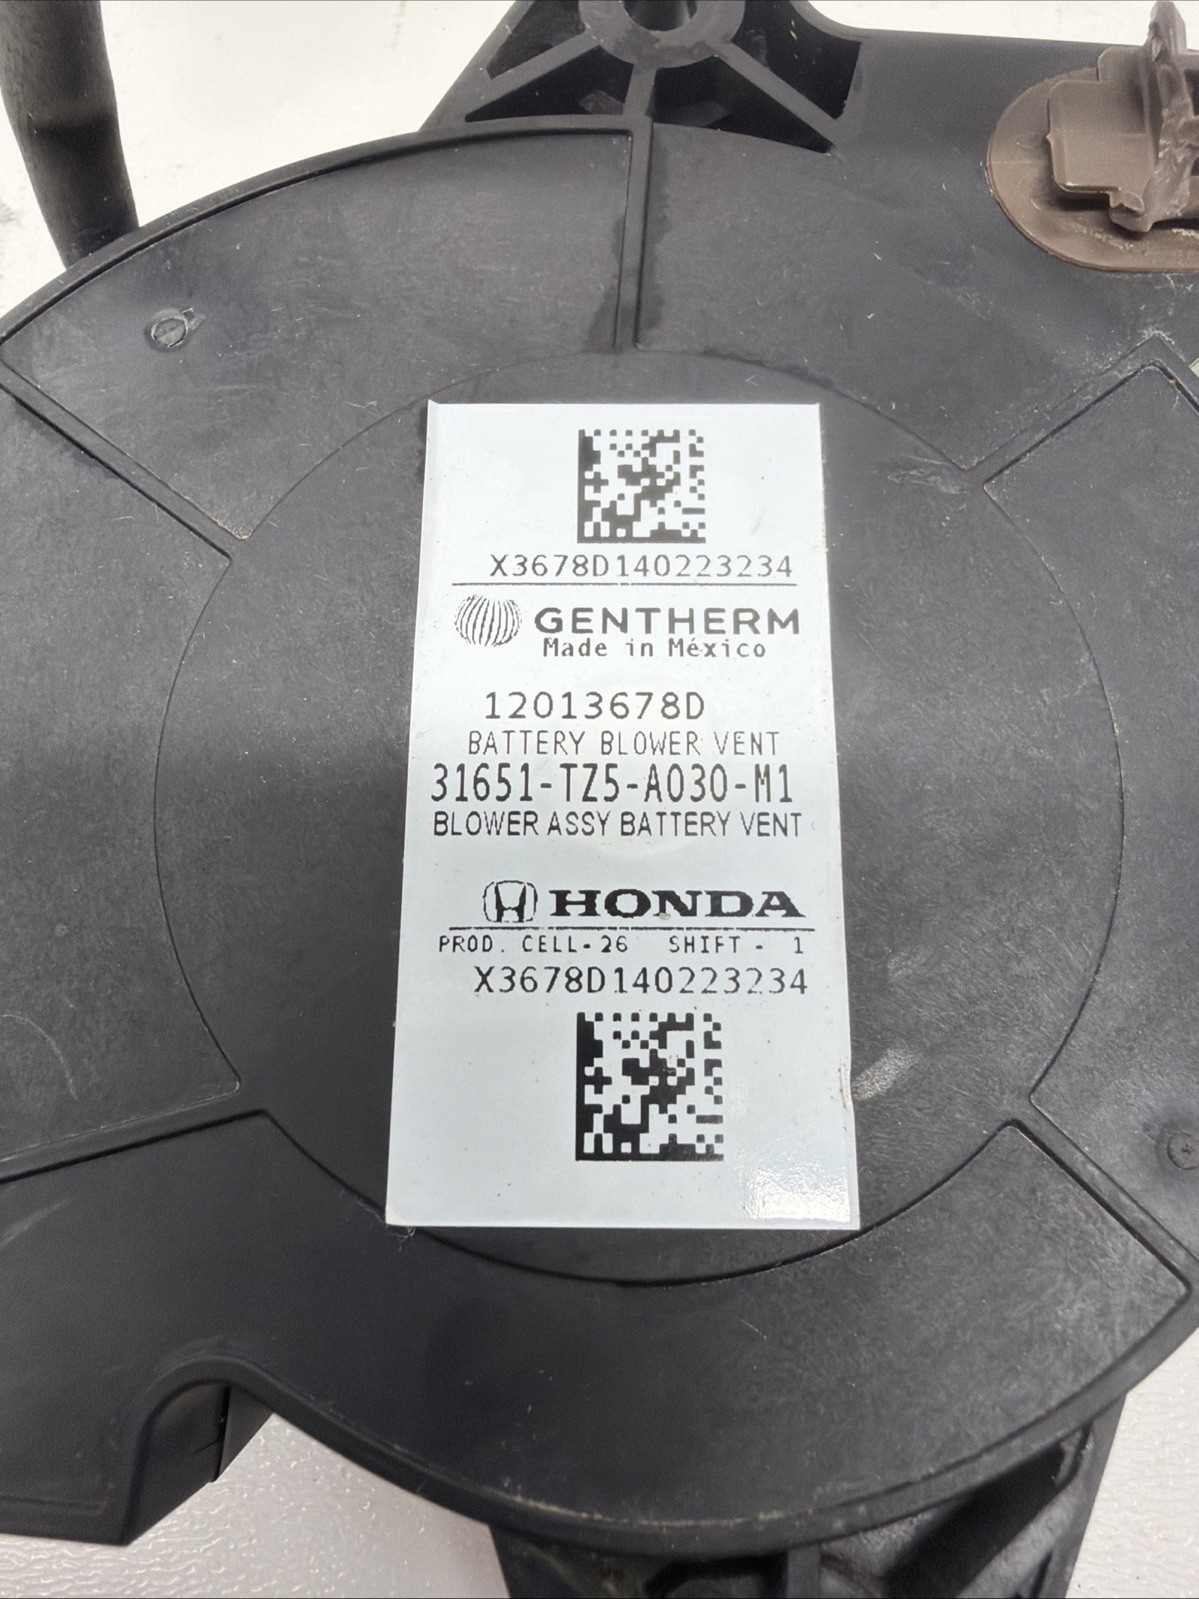 X3678D140223234
GENTHERM
Made in México
12013678D
BATTERY BLOWER VENT
31651-TZ5-A030-M1
BLOWER ASSY BATTERY VENT
HONDA
PROD. CELL-26 SHIFT - 1
X3678D140223234